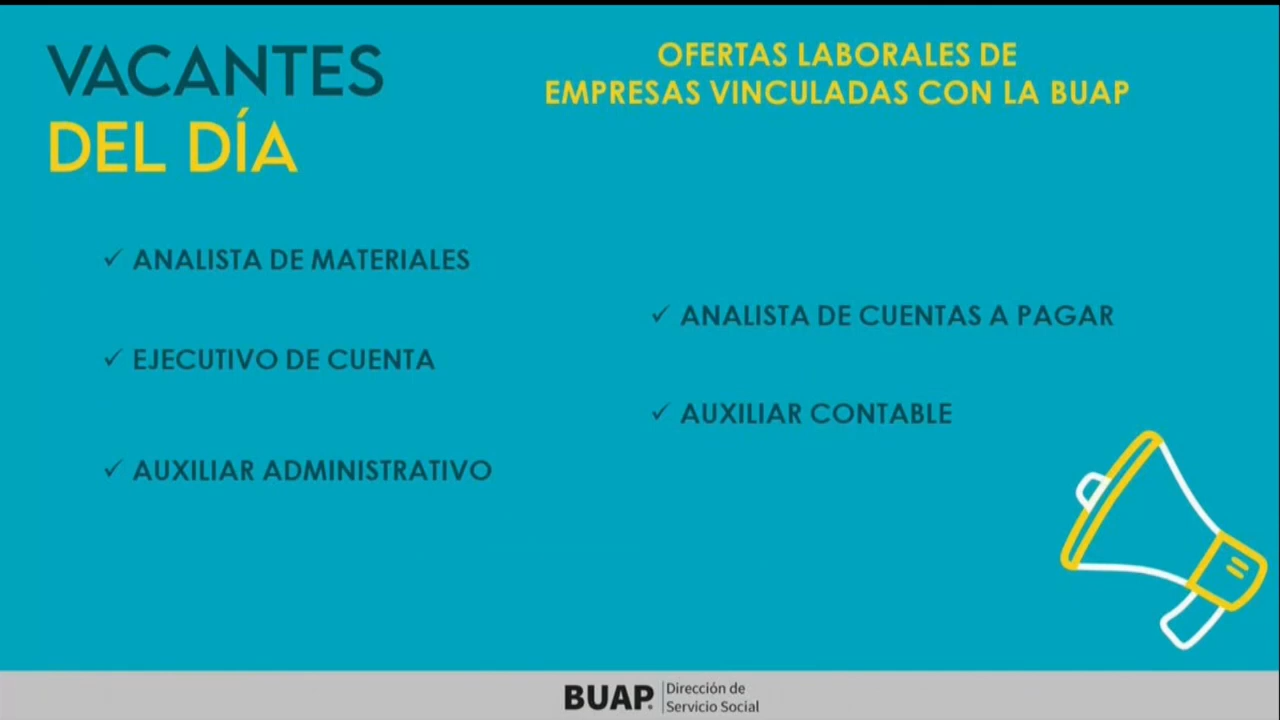 VACANTES
DEL DÍA
OFERTAS LABORALES DE
EMPRESAS VINCULADAS CON LA BUAP
ANALISTA DE MATERIALES
EJECUTIVO DE CUENTA
AUXILIAR ADMINISTRATIVO
ANALISTA DE CUENTAS A PAGAR
AUXILIAR CONTABLE
BUAP®
Dirección de
Servicio Social